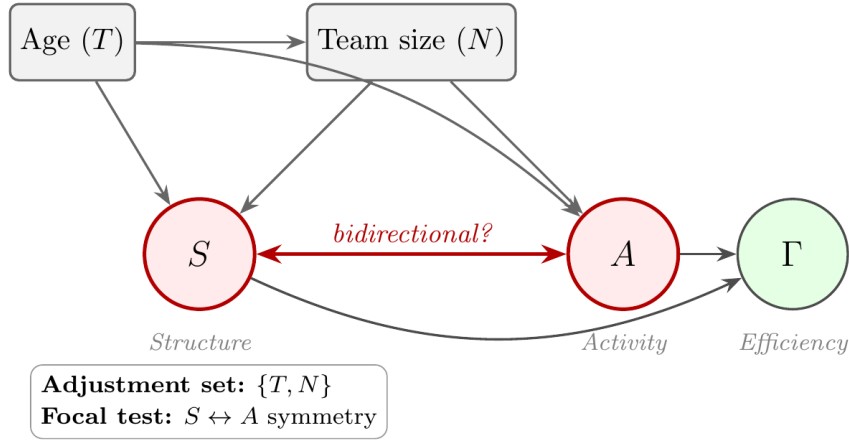 Age (T)
Team size (N)
bidirectional?
S
A
Γ
Structure
Activity
Efficiency
Adjustment set: {T, N}
Focal test: S ↔ A symmetry